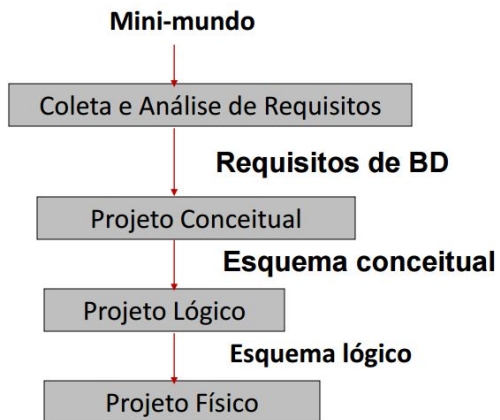 Mini-mundo
Coleta e Análise de Requisitos
Requisitos de BD
Projeto Conceitual
Esquema conceitual
Projeto Lógico
Esquema lógico
Projeto Físico